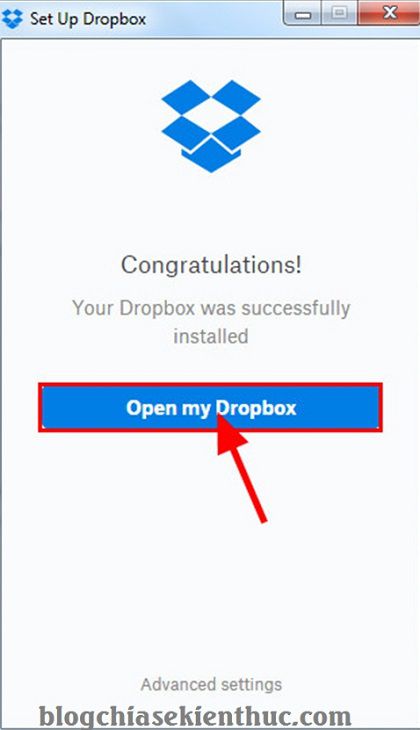 Set Up Dropbox
Congratulations!
Your Dropbox was successfully
installed
Open my Dropbox
Advanced settings
blogchiasekienthuc.com